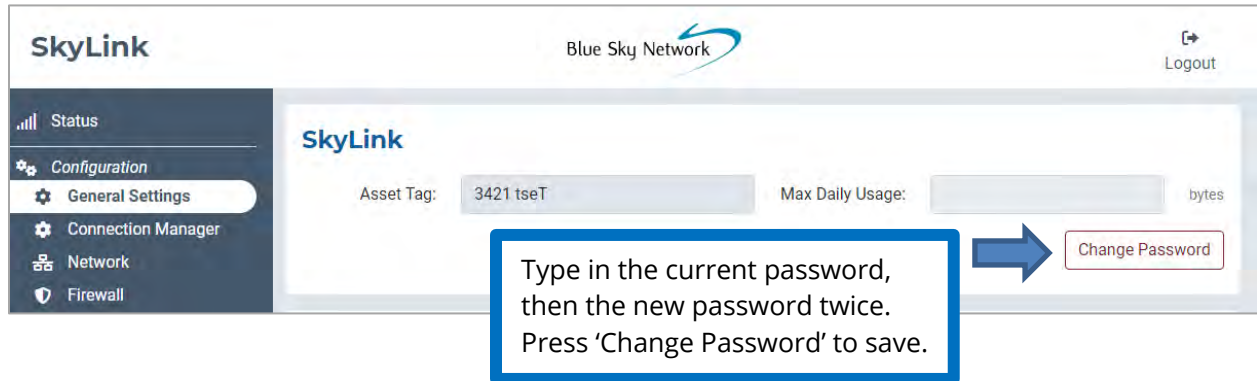 SkyLink
Blue Sky Network
Logout
Status
Configuration
General Settings
Connection Manager
Network
Firewall
SkyLink
Asset Tag: 3421 tseT Max Daily Usage: bytes
Change Password
Type in the current password,
then the new password twice.
Press ‘Change Password’ to save.